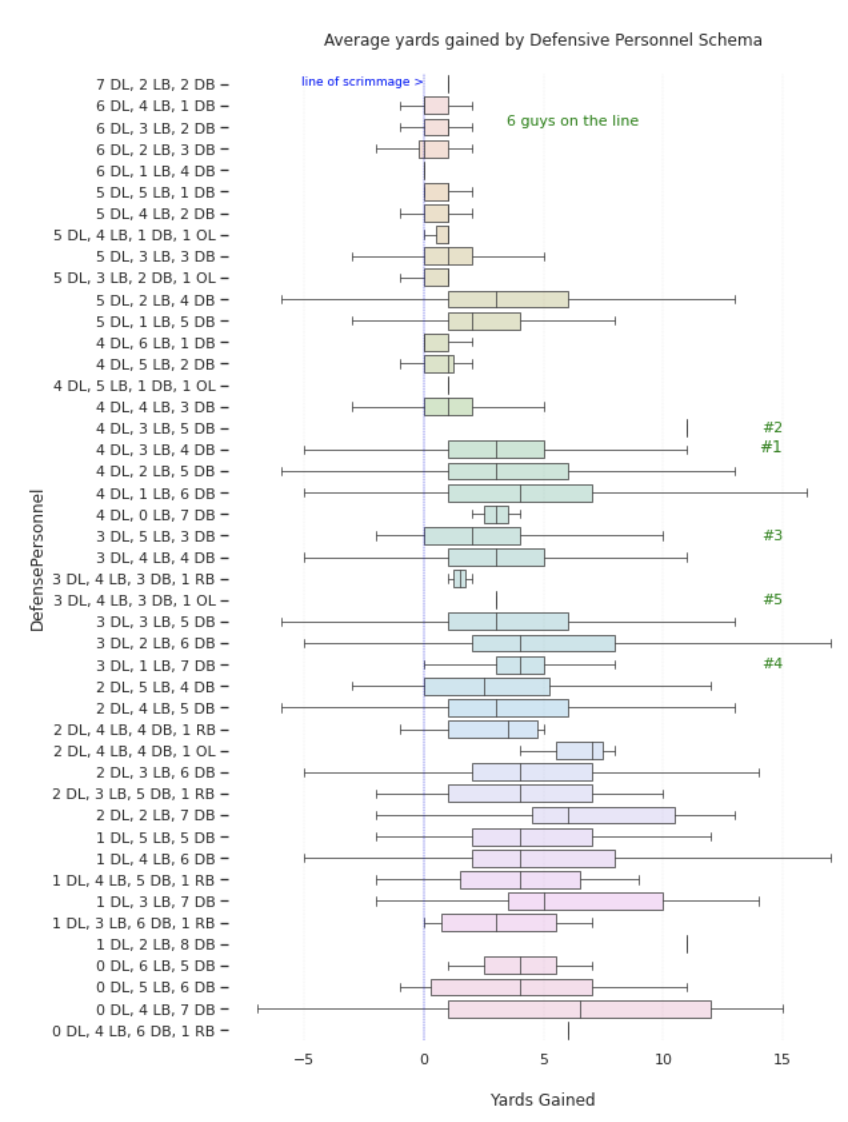 Average yards gained by Defensive Personnel Schema
line of scrimmage >
7 DL, 2 LB, 2 DB
6 DL, 4 LB, 1 DB
6 guys on the line
6 DL, 3 LB, 2 DB
6 DL, 2 LB, 3 DB
6 DL, 1 LB, 4 DB
5 DL, 5 LB, 1 DB
5 DL, 4 LB, 2 DB
5 DL, 4 LB, 1 DB, 1 OL
5 DL, 3 LB, 3 DB
5 DL, 3 LB, 2 DB, 1 OL
5 DL, 2 LB, 4 DB
5 DL, 1 LB, 5 DB
4 DL, 6 LB, 1 DB
4 DL, 5 LB, 2 DB
4 DL, 5 LB, 1 DB, 1 OL
4 DL, 4 LB, 3 DB
4 DL, 3 LB, 5 DB #2
4 DL, 3 LB, 4 DB #1
4 DL, 2 LB, 5 DB
4 DL, 1 LB, 6 DB
4 DL, 0 LB, 7 DB
3 DL, 5 LB, 3 DB #3
3 DL, 4 LB, 4 DB
3 DL, 4 LB, 3 DB, 1 RB
3 DL, 4 LB, 3 DB, 1 OL #5
3 DL, 3 LB, 5 DB
3 DL, 2 LB, 6 DB
3 DL, 1 LB, 7 DB #4
2 DL, 5 LB, 4 DB
2 DL, 4 LB, 5 DB
2 DL, 4 LB, 4 DB, 1 RB
2 DL, 4 LB, 4 DB, 1 OL
2 DL, 3 LB, 6 DB
2 DL, 3 LB, 5 DB, 1 RB
2 DL, 2 LB, 7 DB
1 DL, 5 LB, 5 DB
1 DL, 4 LB, 6 DB
1 DL, 4 LB, 5 DB, 1 RB
1 DL, 3 LB, 7 DB
1 DL, 3 LB, 6 DB, 1 RB
1 DL, 2 LB, 8 DB
0 DL, 6 LB, 5 DB
0 DL, 5 LB, 6 DB
0 DL, 4 LB, 7 DB
0 DL, 4 LB, 6 DB, 1 RB
DefensePersonnel
−5 0 5 10 15
Yards Gained